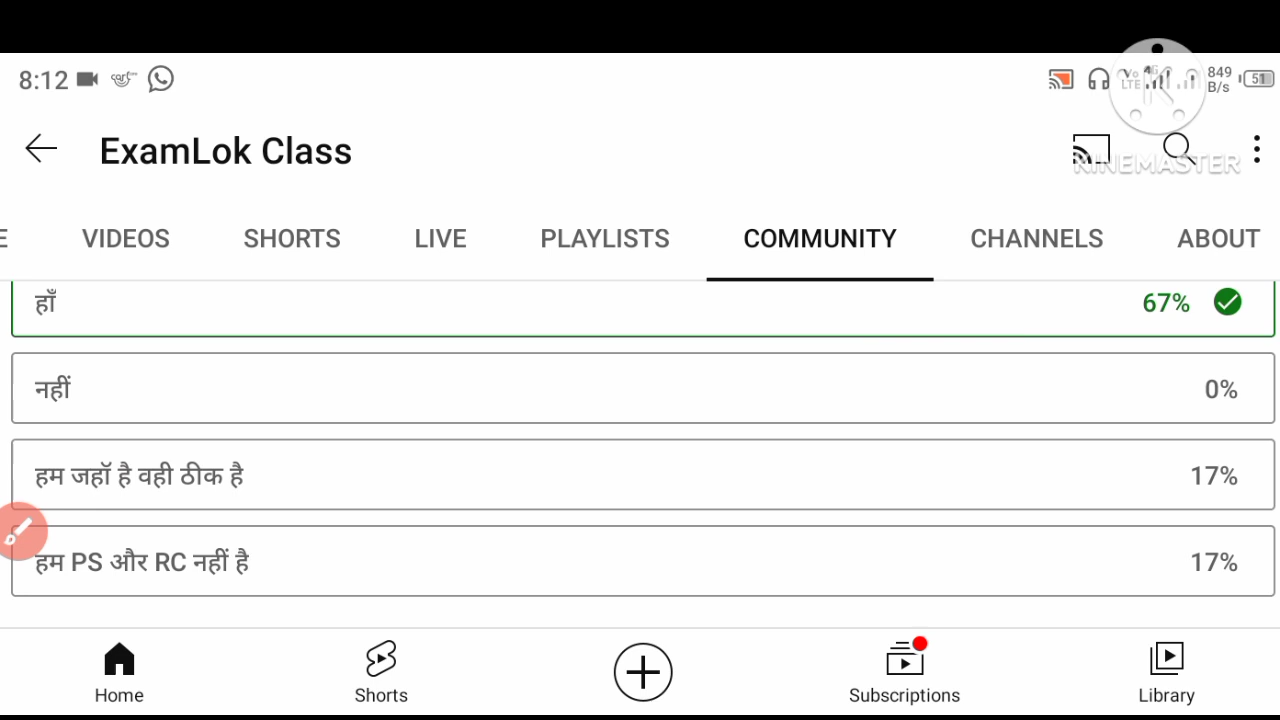 8:12
849
B/s
51
ExamLok Class
KINEMASTER
E VIDEOS SHORTS LIVE PLAYLISTS COMMUNITY CHANNELS ABOUT
हाँ 67%
नहीं 0%
हम जहॉ है वही ठीक है 17%
हम PS और RC नहीं है 17%
Home Shorts Subscriptions Library